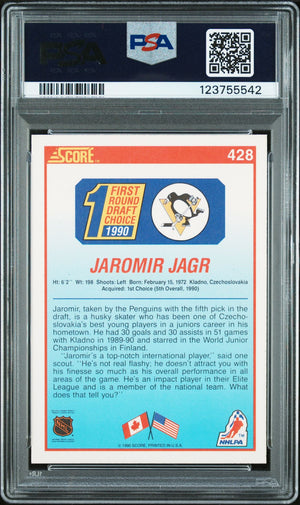 PSA
123755542
SCORE
428
1 FIRST
ROUND
DRAFT
CHOICE
1990
JAROMIR JAGR
Ht: 6'2" Wt: 198 Shoots: Left Born: February 15, 1972 Kladno, Czechoslovakia
Acquired: 1st Choice (5th Overall, 1990)
Jaromir, taken by the Penguins with the fifth pick in the
draft, is a husky skater who has been one of Czecho-
slovakia's best young players in a juniors career in his
hometown. He had 30 goals and 30 assists in 51 games
with Kladno in 1989-90 and starred in the World Junior
Championships in Finland.
"Jaromir's a top-notch international player," said one
scout. "He's not real flashy; he doesn't attract you with
his finesse so much as his overall performance in all
areas of the game. He's an impact player in their Elite
League and is a member of the national team. What
does that tell you?"
NHL
NHLPA
© 1990 SCORE, PRINTED IN U.S.A.